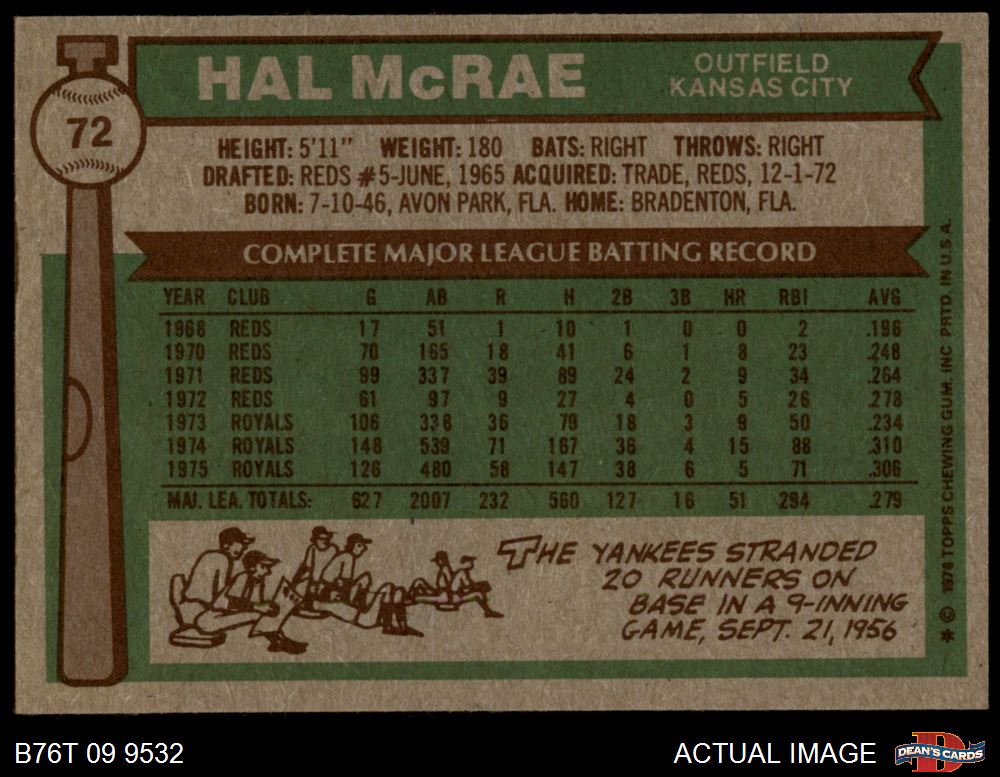 72
HAL McRAE
OUTFIELD
KANSAS CITY
HEIGHT: 5'11" WEIGHT: 180 BATS: RIGHT THROWS: RIGHT
DRAFTED: REDS #5-JUNE, 1965 ACQUIRED: TRADE, REDS, 12-1-72
BORN: 7-10-46, AVON PARK, FLA. HOME: BRADENTON, FLA.
COMPLETE MAJOR LEAGUE BATTING RECORD
YEAR CLUB G AB R H 2B 3B HR RBI AVG
1968 REDS 17 51 1 10 1 0 0 2 .196
1970 REDS 70 165 18 41 6 1 8 23 .248
1971 REDS 99 337 39 89 24 2 9 34 .264
1972 REDS 61 97 9 27 4 0 5 26 .278
1973 ROYALS 106 338 36 79 18 3 9 50 .234
1974 ROYALS 148 539 71 167 36 4 15 88 .310
1975 ROYALS 126 480 58 147 38 6 5 71 .306
MAJ. LEA. TOTALS: 627 2007 232 560 127 16 51 294 .279
THE YANKEES STRANDED
20 RUNNERS ON
BASE IN A 9-INNING
GAME, SEPT. 21, 1956
* © 1976 TOPPS CHEWING GUM, INC PRTD. IN U.S.A.
B76T 09 9532
ACTUAL IMAGE
DEAN'S CARDS